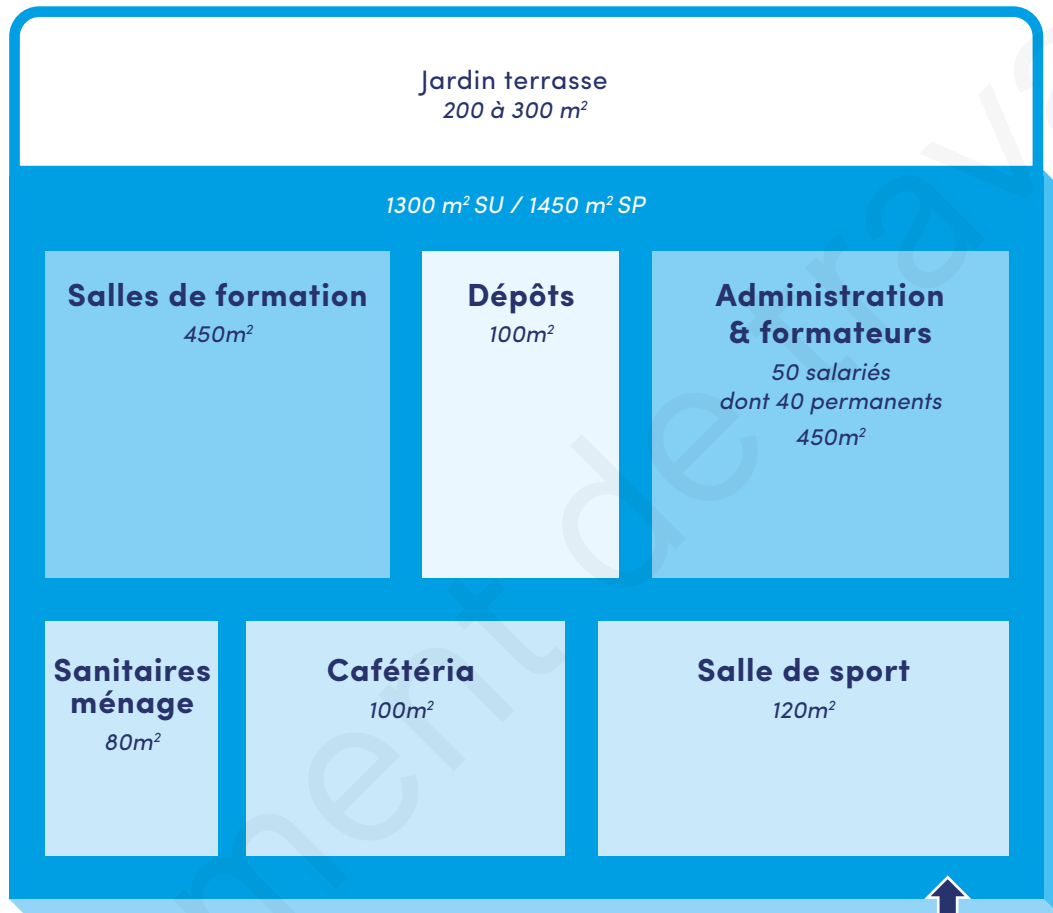 Jardin terrasse
200 à 300 m²
1300 m² SU / 1450 m² SP
Salles de formation
450m²
Dépôts
100m²
Administration
& formateurs
50 salariés
dont 40 permanents
450m²
Sanitaires
ménage
80m²
Cafétéria
100m²
Salle de sport
120m²